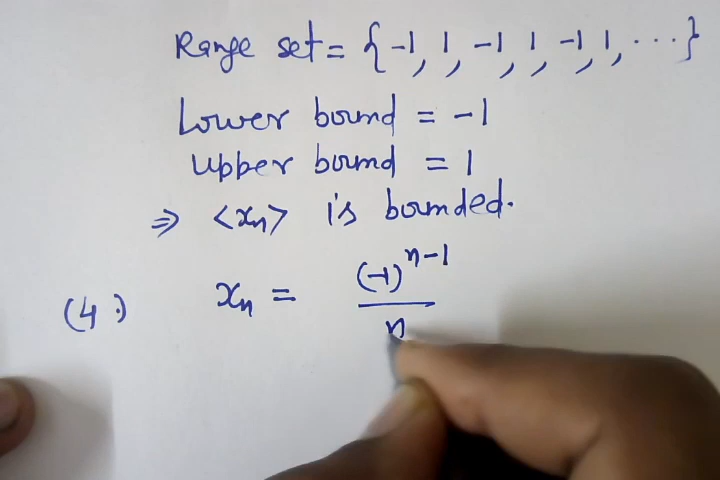 Range set = {-1, 1, -1, 1, -1, 1, ...}
Lower bound = -1
Upper bound = 1
⇒ <xₙ> is bounded.
(4.) xₙ = (-1)ⁿ⁻¹ / n